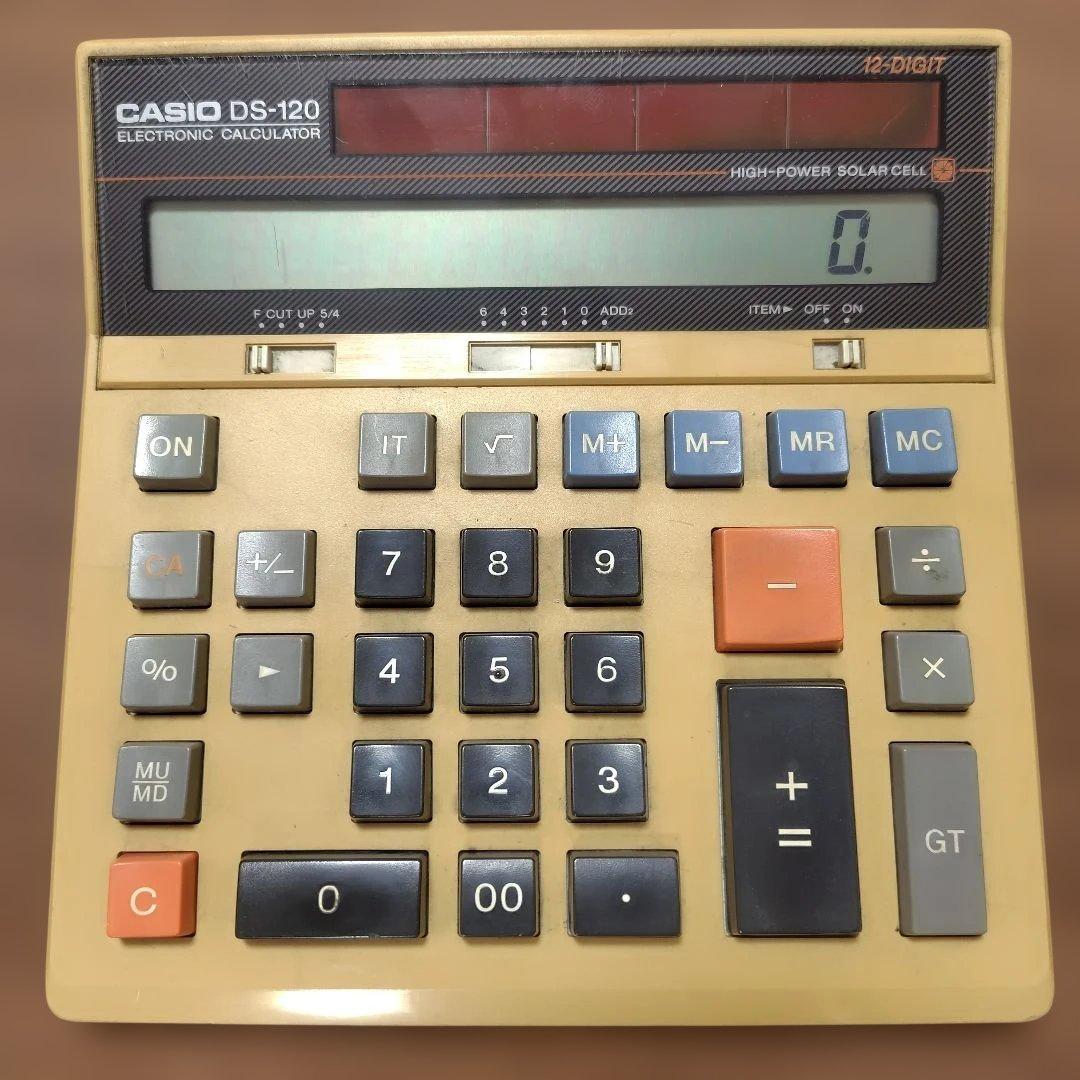 12-DIGIT
CASIO DS-120
ELECTRONIC CALCULATOR
HIGH-POWER SOLAR CELL
0.
F CUT UP 5/4
6 4 3 2 1 0 ADD₂
ITEM► OFF ON
ON IT √ M+ M− MR MC
CA +/− 7 8 9 − ÷
% ► 4 5 6 ×
MU
MD
1 2 3 + =
GT
C 0 00 ·